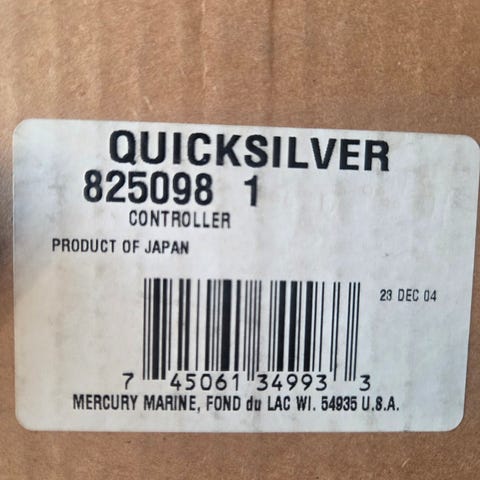 QUICKSILVER
825098 1
CONTROLLER
PRODUCT OF JAPAN
23 DEC 04
7 45061 34993 3
MERCURY MARINE, FOND du LAC WI. 54935 U.S.A.